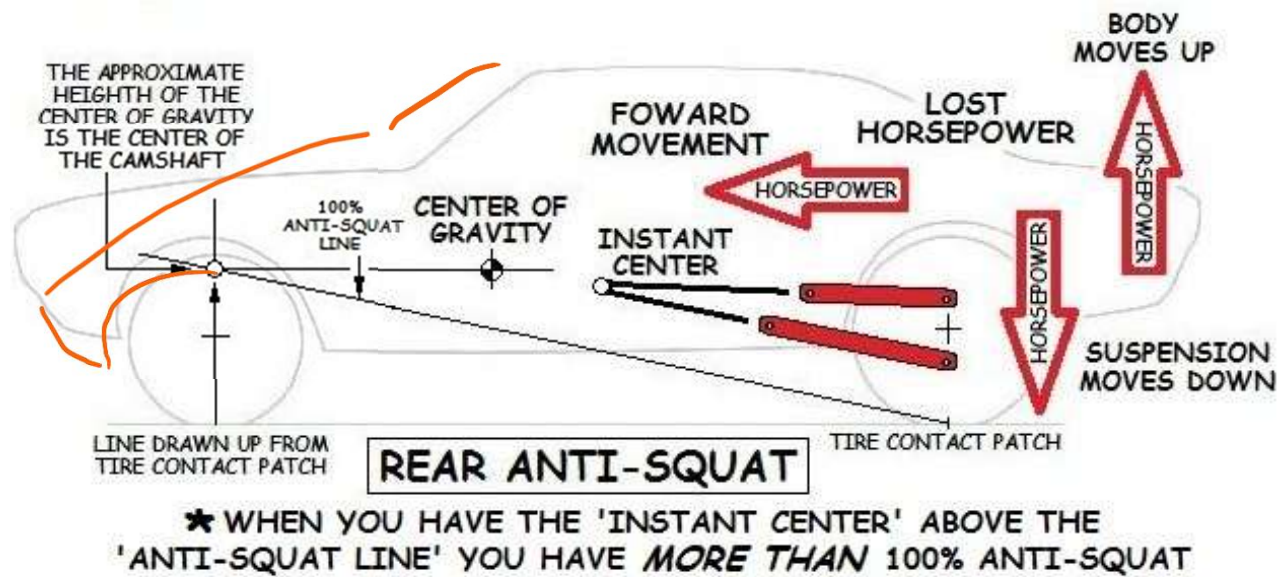 BODY
MOVES UP
THE APPROXIMATE
HEIGHTH OF THE
CENTER OF GRAVITY
IS THE CENTER OF
THE CAMSHAFT
FOWARD
MOVEMENT
LOST
HORSEPOWER
HORSEPOWER
HORSEPOWER
100%
ANTI-SQUAT
LINE
CENTER OF
GRAVITY
INSTANT
CENTER
HORSEPOWER
SUSPENSION
MOVES DOWN
LINE DRAWN UP FROM
TIRE CONTACT PATCH
TIRE CONTACT PATCH
REAR ANTI-SQUAT
* WHEN YOU HAVE THE 'INSTANT CENTER' ABOVE THE
'ANTI-SQUAT LINE' YOU HAVE MORE THAN 100% ANTI-SQUAT